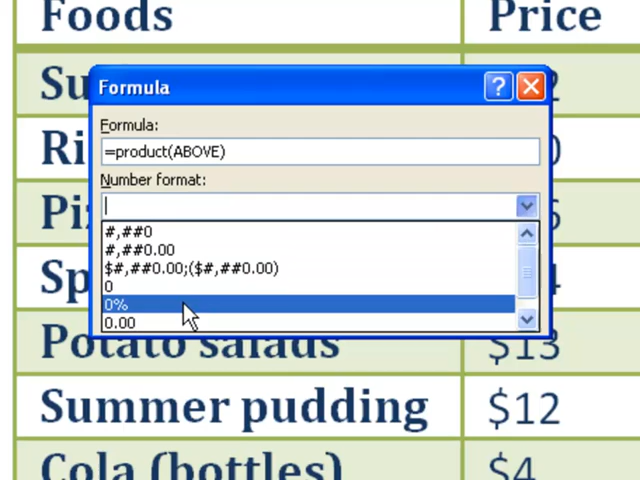 Foods Price
Formula
Formula:
=product(ABOVE)
Number format:
#,##0
#,##0.00
$#,##0.00;($#,##0.00)
0
0%
0.00
Potato salads $13
Summer pudding $12
Cola (bottles) $4